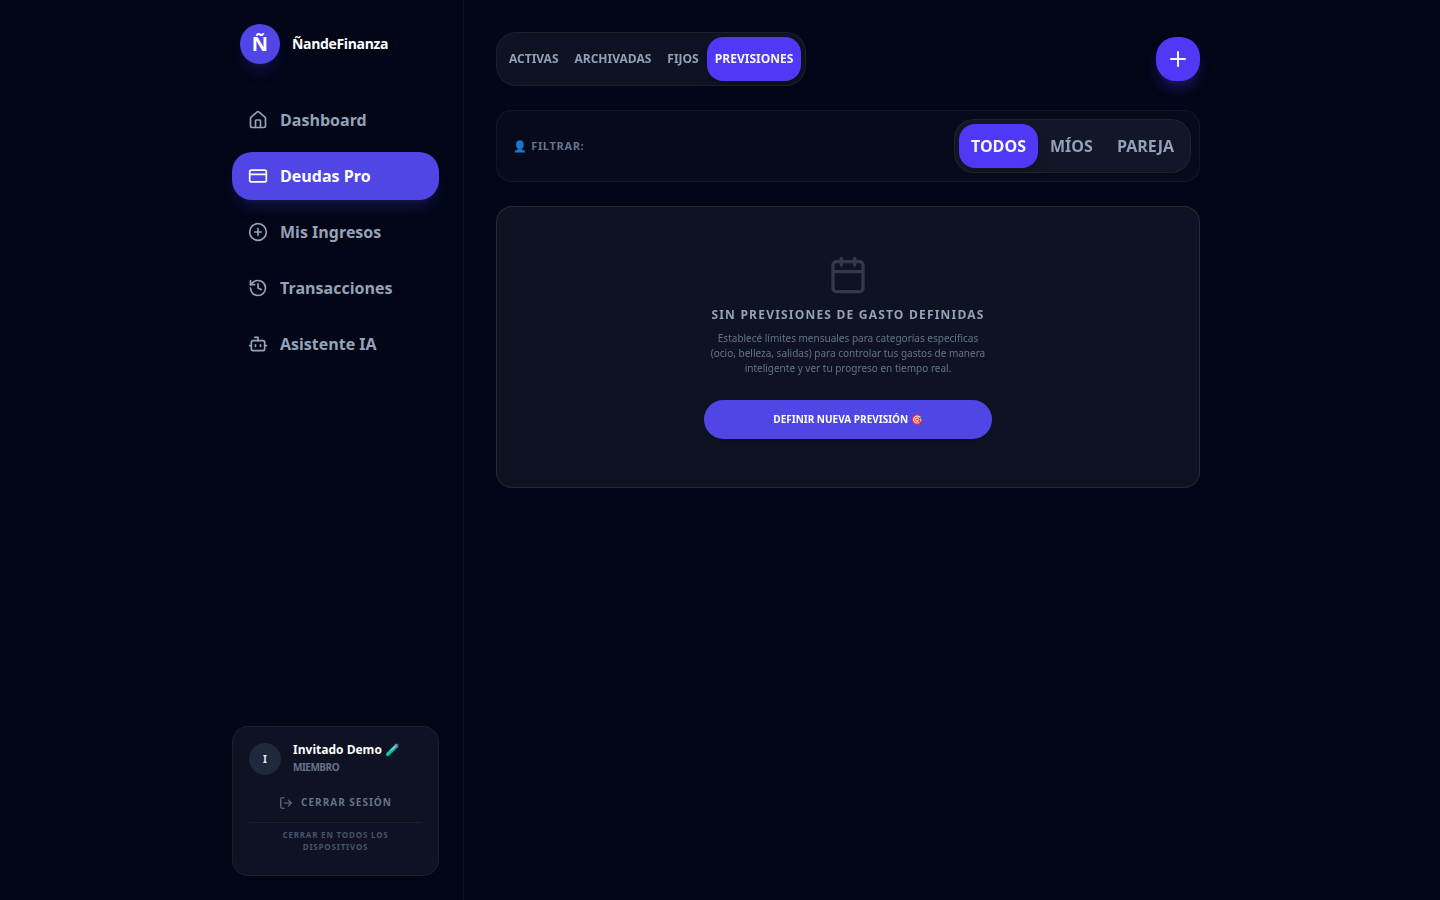 Ñ ÑandeFinanza
Dashboard
Deudas Pro
Mis Ingresos
Transacciones
Asistente IA
I
Invitado Demo 🧪
MIEMBRO
CERRAR SESIÓN
CERRAR EN TODOS LOS
DISPOSITIVOS
ACTIVAS ARCHIVADAS FIJOS PREVISIONES
👤 FILTRAR: TODOS MÍOS PAREJA
SIN PREVISIONES DE GASTO DEFINIDAS
Establecé límites mensuales para categorías específicas
(ocio, belleza, salidas) para controlar tus gastos de manera
inteligente y ver tu progreso en tiempo real.
DEFINIR NUEVA PREVISIÓN 🎯